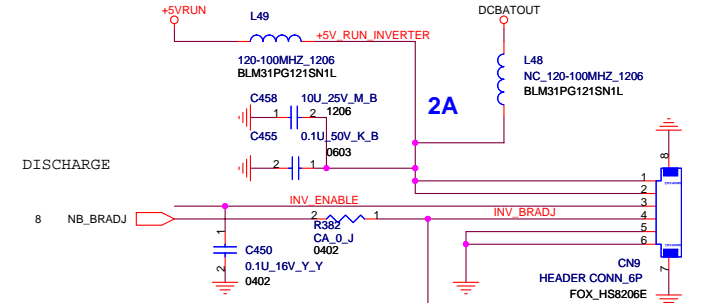 +5VRUN
DCBATOUT
L49
+5V_RUN_INVERTER
120-100MHZ_1206
BLM31PG121SN1L
L48
NC_120-100MHZ_1206
BLM31PG121SN1L
C458
10U_25V_M_B
1 2
1206
2A
C455
0.1U_50V_K_B
0603
2 1
DISCHARGE
8
1
2
3
4
5
6
7
INV_ENABLE
8 NB_BRADJ
2 1
INV_BRADJ
R382
CA_0_J
0402
1
2
C450
0.1U_16V_Y_Y
0402
CN9
HEADER CONN_6P
FOX_HS8206E